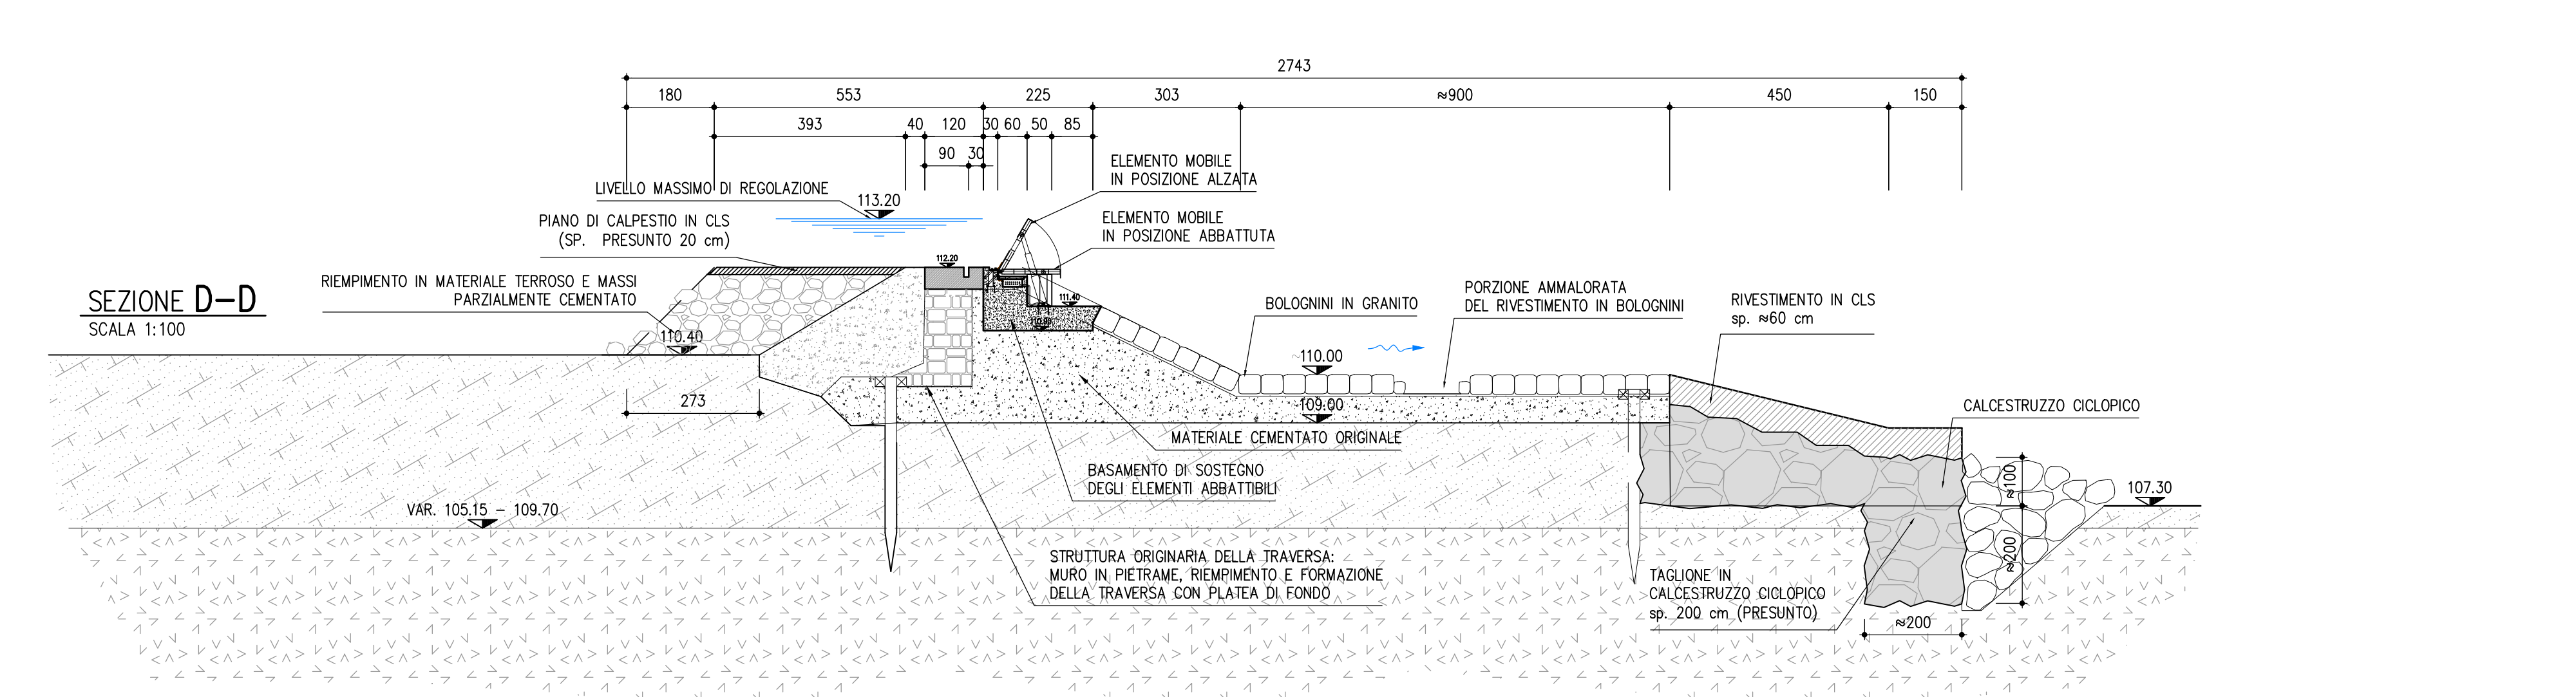 2743
180 553 225 303 ≈900 450 150
393 40 120 30 60 50 85
90 30
ELEMENTO MOBILE
IN POSIZIONE ALZATA
LIVELLO MASSIMO DI REGOLAZIONE
113.20
PIANO DI CALPESTIO IN CLS
(SP. PRESUNTO 20 cm)
ELEMENTO MOBILE
IN POSIZIONE ABBATTUTA
112.20
RIEMPIMENTO IN MATERIALE TERROSO E MASSI
PARZIALMENTE CEMENTATO
SEZIONE D-D
SCALA 1:100
111.40
BOLOGNINI IN GRANITO
PORZIONE AMMALORATA
DEL RIVESTIMENTO IN BOLOGNINI
RIVESTIMENTO IN CLS
sp. ≈60 cm
110.40
~110.00
273
109.00
CALCESTRUZZO CICLOPICO
MATERIALE CEMENTATO ORIGINALE
BASAMENTO DI SOSTEGNO
DEGLI ELEMENTI ABBATTIBILI
≈100
107.30
VAR. 105.15 - 109.70
STRUTTURA ORIGINARIA DELLA TRAVERSA:
MURO IN PIETRAME, RIEMPIMENTO E FORMAZIONE
DELLA TRAVERSA CON PLATEA DI FONDO
≈200
TAGLIONE IN
CALCESTRUZZO CICLOPICO
sp. 200 cm (PRESUNTO)
≈200